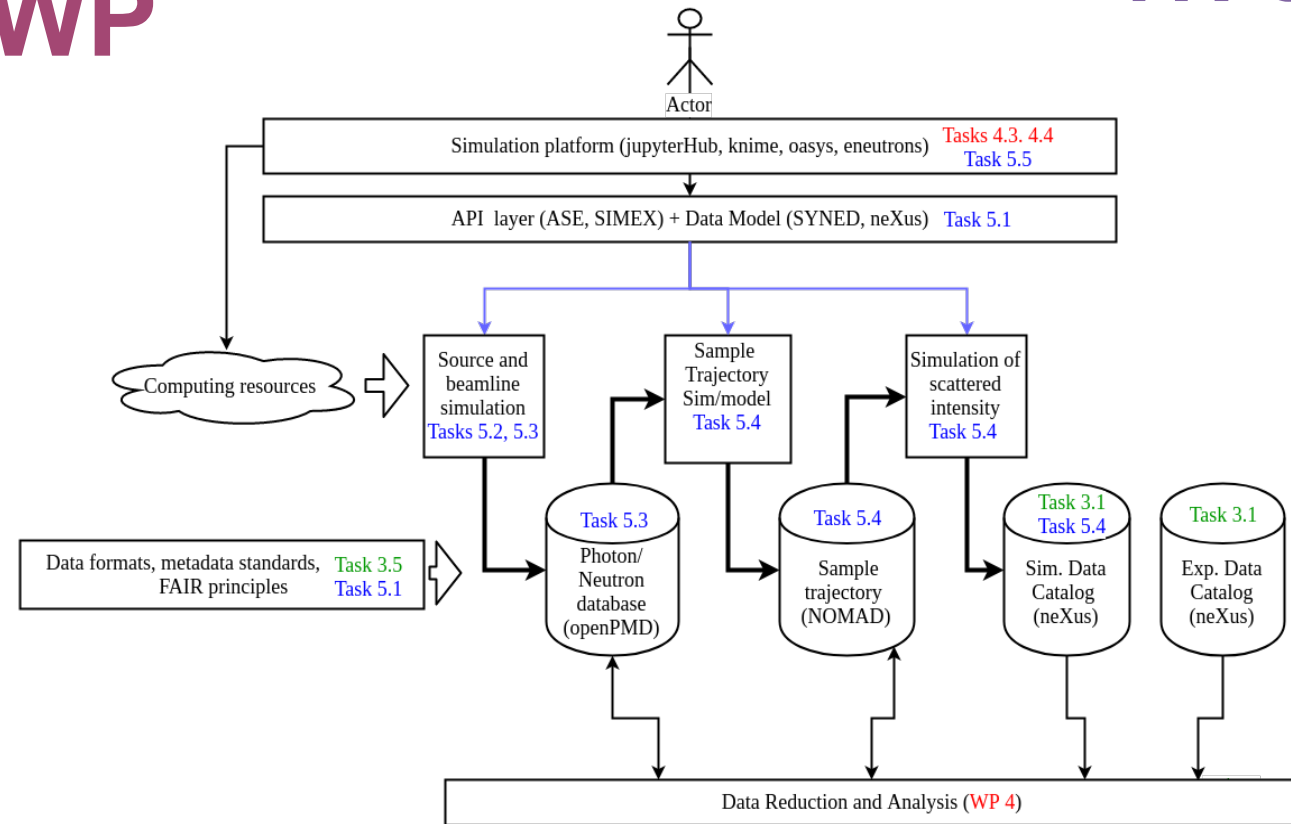 WP
Actor
Simulation platform (jupyterHub, knime, oasys, eneutrons)
Tasks 4.3. 4.4
Task 5.5
API layer (ASE, SIMEX) + Data Model (SYNED, neXus)
Task 5.1
Computing resources
Source and
beamline
simulation
Tasks 5.2, 5.3
Sample
Trajectory
Sim/model
Task 5.4
Simulation of
scattered
intensity
Task 5.4
Data formats, metadata standards,
FAIR principles
Task 3.5
Task 5.1
Task 5.3
Photon/
Neutron
database
(openPMD)
Task 5.4
Sample
trajectory
(NOMAD)
Task 3.1
Task 5.4
Sim. Data
Catalog
(neXus)
Task 3.1
Exp. Data
Catalog
(neXus)
Data Reduction and Analysis (WP 4)